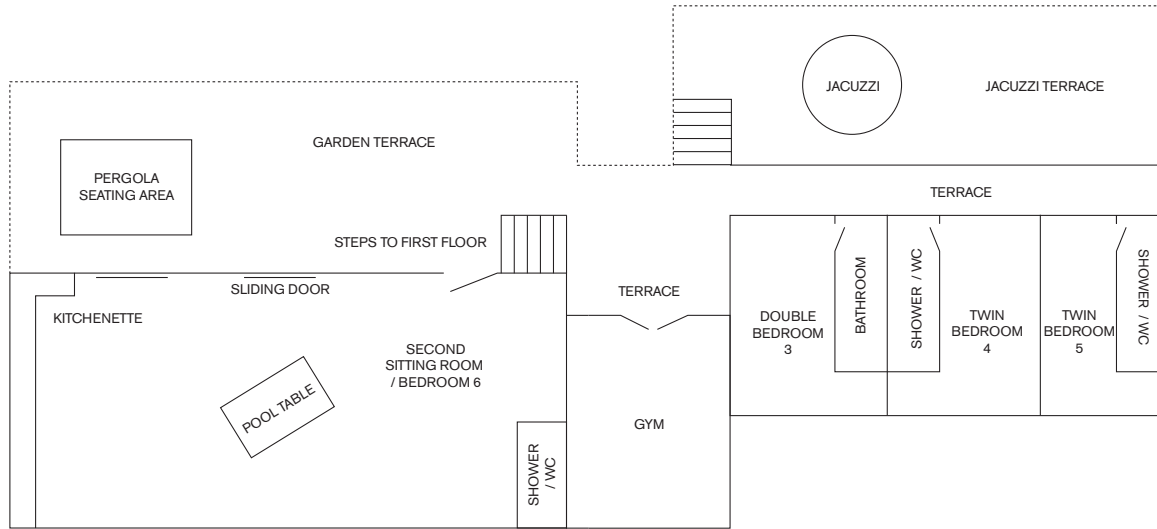 JACUZZI
JACUZZI TERRACE
GARDEN TERRACE
PERGOLA
SEATING AREA
TERRACE
STEPS TO FIRST FLOOR
SLIDING DOOR
TERRACE
KITCHENETTE
SECOND
SITTING ROOM
/ BEDROOM 6
POOL TABLE
SHOWER
/ WC
GYM
DOUBLE
BEDROOM
3
BATHROOM
SHOWER / WC
TWIN
BEDROOM
4
TWIN
BEDROOM
5
SHOWER / WC